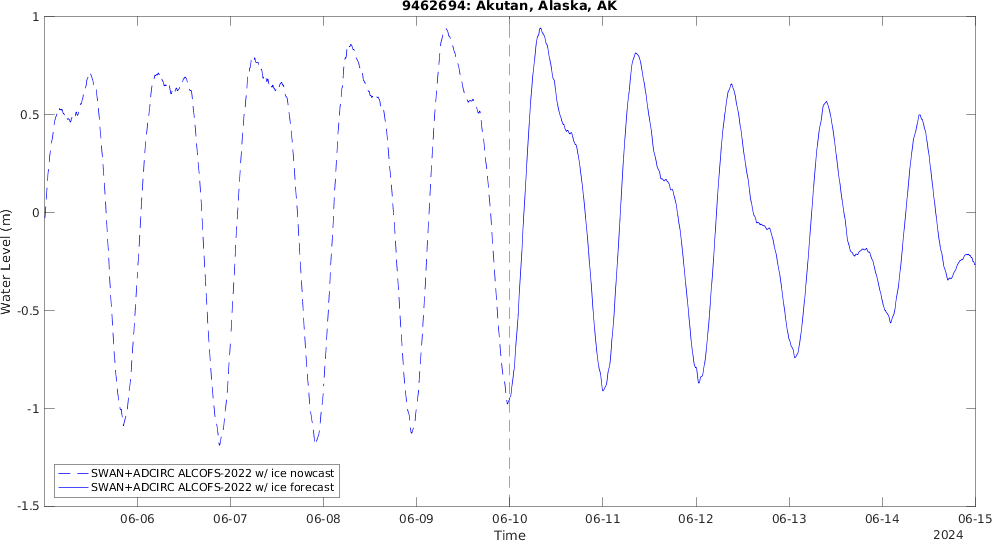 9462694: Akutan, Alaska, AK
1
0.5
0
-0.5
-1
-1.5
Water Level (m)
SWAN+ADCIRC ALCOFS-2022 w/ ice nowcast
SWAN+ADCIRC ALCOFS-2022 w/ ice forecast
06-06 06-07 06-08 06-09 06-10 06-11 06-12 06-13 06-14 06-15
Time
2024